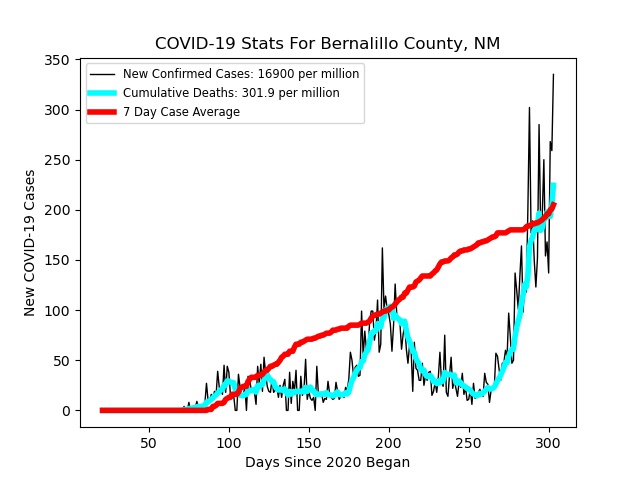 COVID-19 Stats For Bernalillo County, NM
New Confirmed Cases: 16900 per million
Cumulative Deaths: 301.9 per million
7 Day Case Average
350
300
250
200
150
100
50
0
New COVID-19 Cases
50 100 150 200 250 300
Days Since 2020 Began